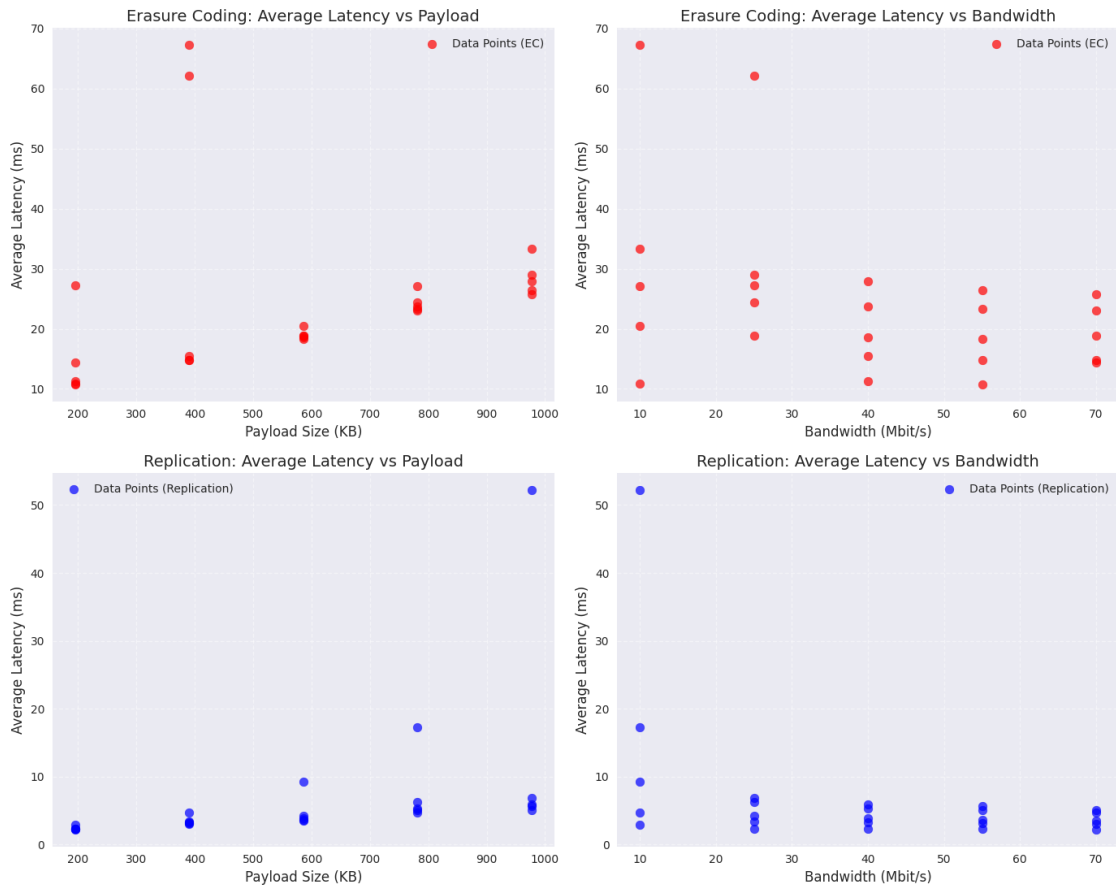 Erasure Coding: Average Latency vs Payload
70
60
50
40
30
20
10
Average Latency (ms)
Data Points (EC)
200 300 400 500 600 700 800 900 1000
Payload Size (KB)
Erasure Coding: Average Latency vs Bandwidth
70
60
50
40
30
20
10
Average Latency (ms)
Data Points (EC)
10 20 30 40 50 60 70
Bandwidth (Mbit/s)
Replication: Average Latency vs Payload
50
40
30
20
10
0
Average Latency (ms)
Data Points (Replication)
200 300 400 500 600 700 800 900 1000
Payload Size (KB)
Replication: Average Latency vs Bandwidth
50
40
30
20
10
0
Average Latency (ms)
Data Points (Replication)
10 20 30 40 50 60 70
Bandwidth (Mbit/s)